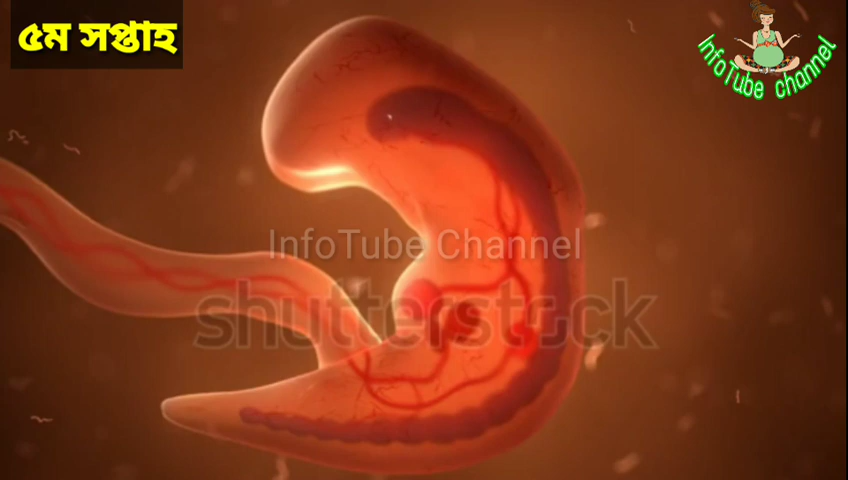 ৫ম সপ্তাহ
InfoTube channel
InfoTube Channel
shutterstock